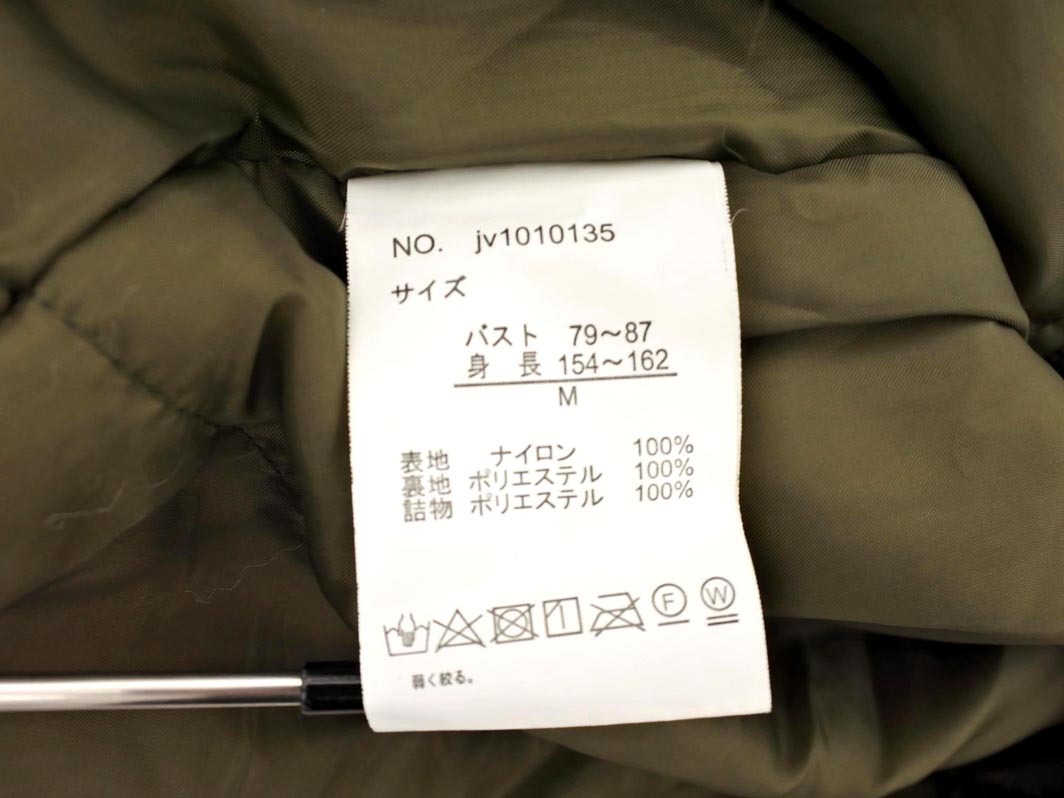 NO. jv1010135
サイズ
バスト 79～87
身長 154～162
M
表地 ナイロン 100%
裏地 ポリエステル 100%
詰物 ポリエステル 100%
F W
弱く絞る。